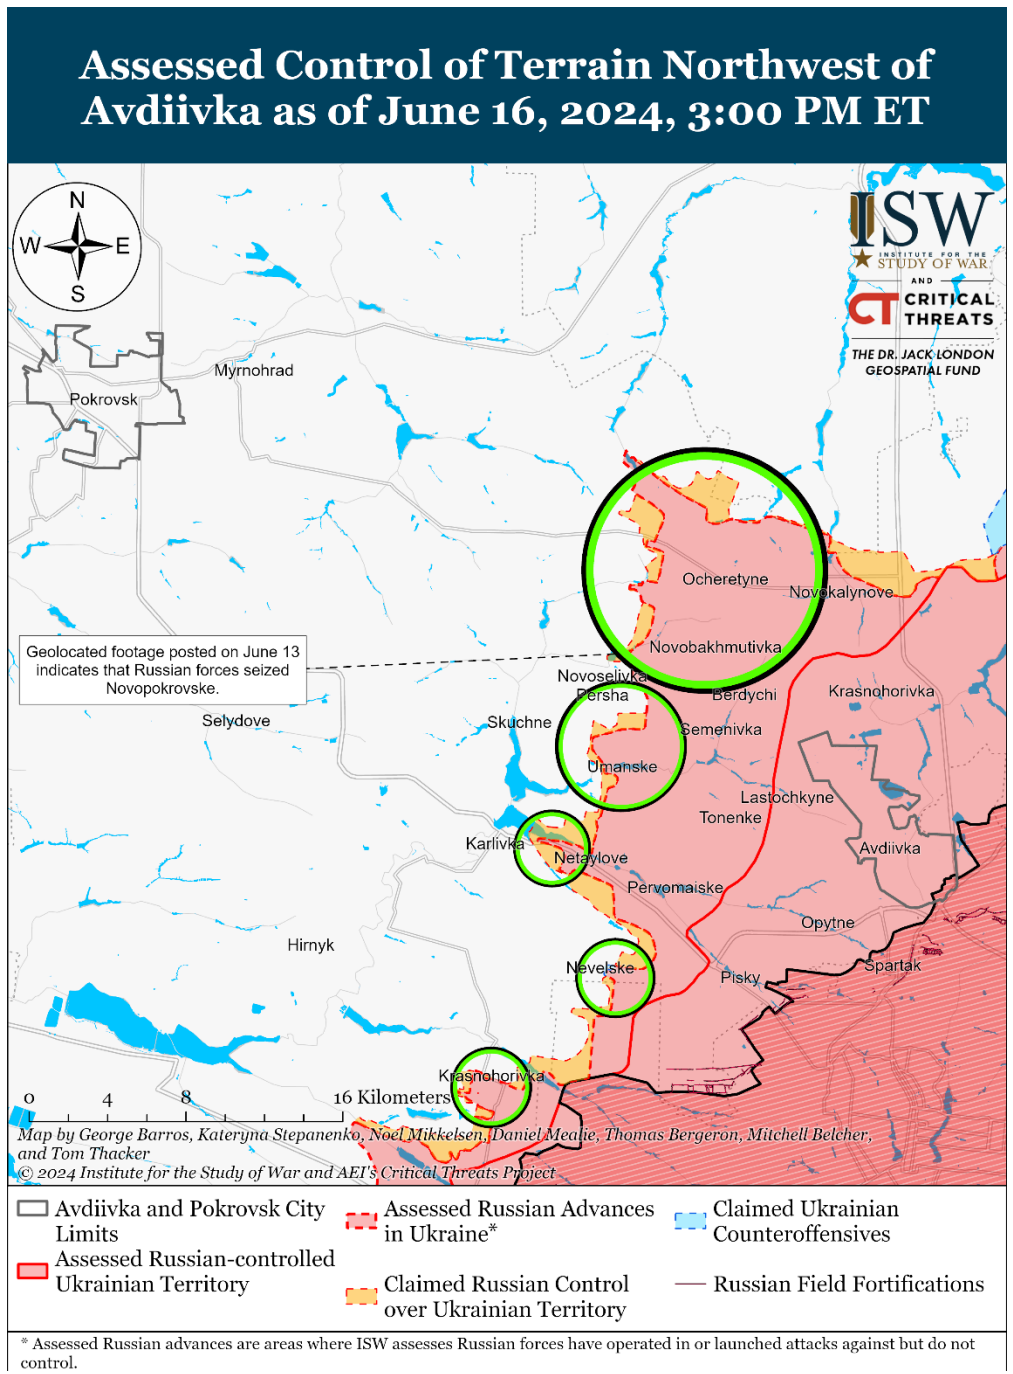 Assessed Control of Terrain Northwest of
Avdiivka as of June 16, 2024, 3:00 PM ET
N
W E
S
ISW
INSTITUTE FOR THE
STUDY OF WAR
AND
CT CRITICAL
THREATS
THE DR. JACK LONDON
GEOSPATIAL FUND
Myrnohrad
Pokrovsk
Ocheretyne
Novokalynove
Novobakhmutivka
Geolocated footage posted on June 13
indicates that Russian forces seized
Novopokrovske.
Novoselivka
Persha
Berdychi
Krasnohorivka
Selydove
Skuchne
Semenivka
Umanske
Lastochkyne
Tonenke
Karlivka
Netaylove
Avdiivka
Pervomaiske
Opytne
Hirnyk
Nevelske
Pisky
Spartak
Krasnohorivka
0 4 8 16 Kilometers
Map by George Barros, Kateryna Stepanenko, Noel Mikkelsen, Daniel Mealie, Thomas Bergeron, Mitchell Belcher,
and Tom Thacker
© 2024 Institute for the Study of War and AEI's Critical Threats Project
Avdiivka and Pokrovsk City
Limits
Assessed Russian-controlled
Ukrainian Territory
Assessed Russian Advances
in Ukraine*
Claimed Russian Control
over Ukrainian Territory
Claimed Ukrainian
Counteroffensives
Russian Field Fortifications
* Assessed Russian advances are areas where ISW assesses Russian forces have operated in or launched attacks against but do not
control.